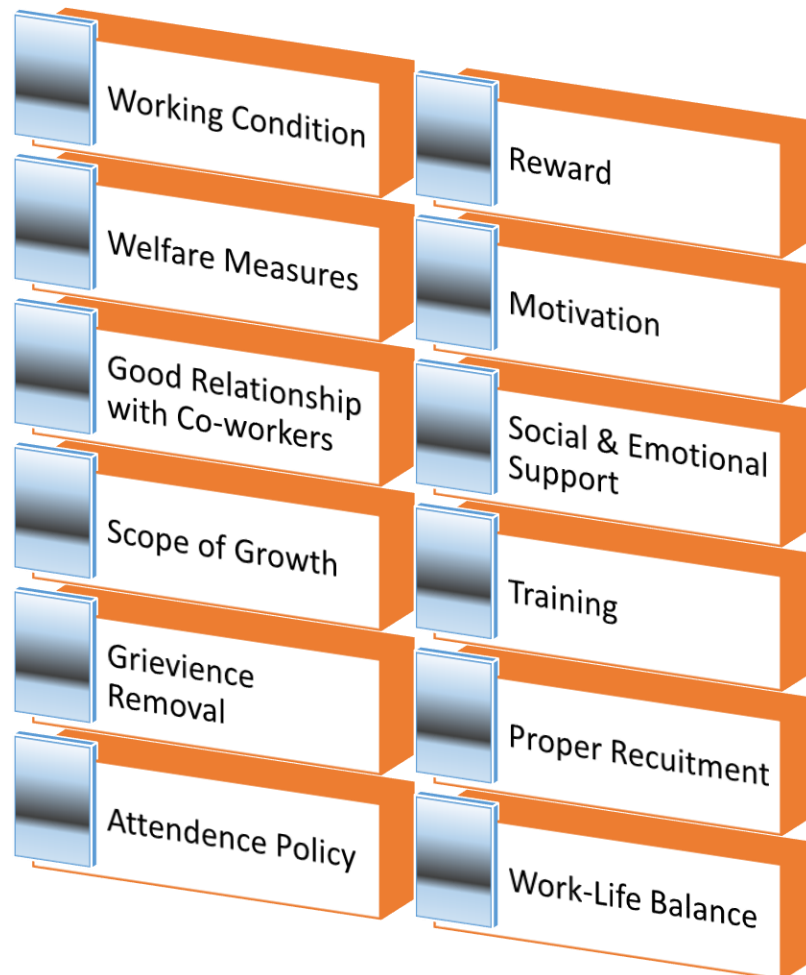 Working Condition
Reward
Welfare Measures
Motivation
Good Relationship
with Co-workers
Social & Emotional
Support
Scope of Growth
Training
Grievience
Removal
Proper Recuitment
Attendence Policy
Work-Life Balance